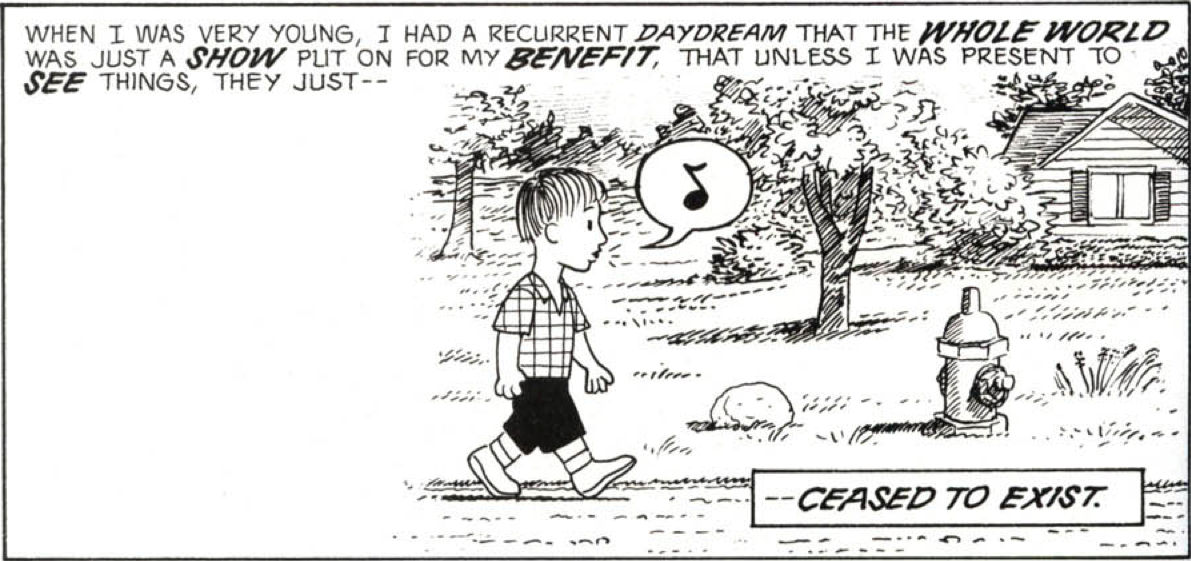 WHEN I WAS VERY YOUNG, I HAD A RECURRENT DAYDREAM THAT THE WHOLE WORLD
WAS JUST A SHOW PUT ON FOR MY BENEFIT, THAT UNLESS I WAS PRESENT TO
SEE THINGS, THEY JUST--
--CEASED TO EXIST.